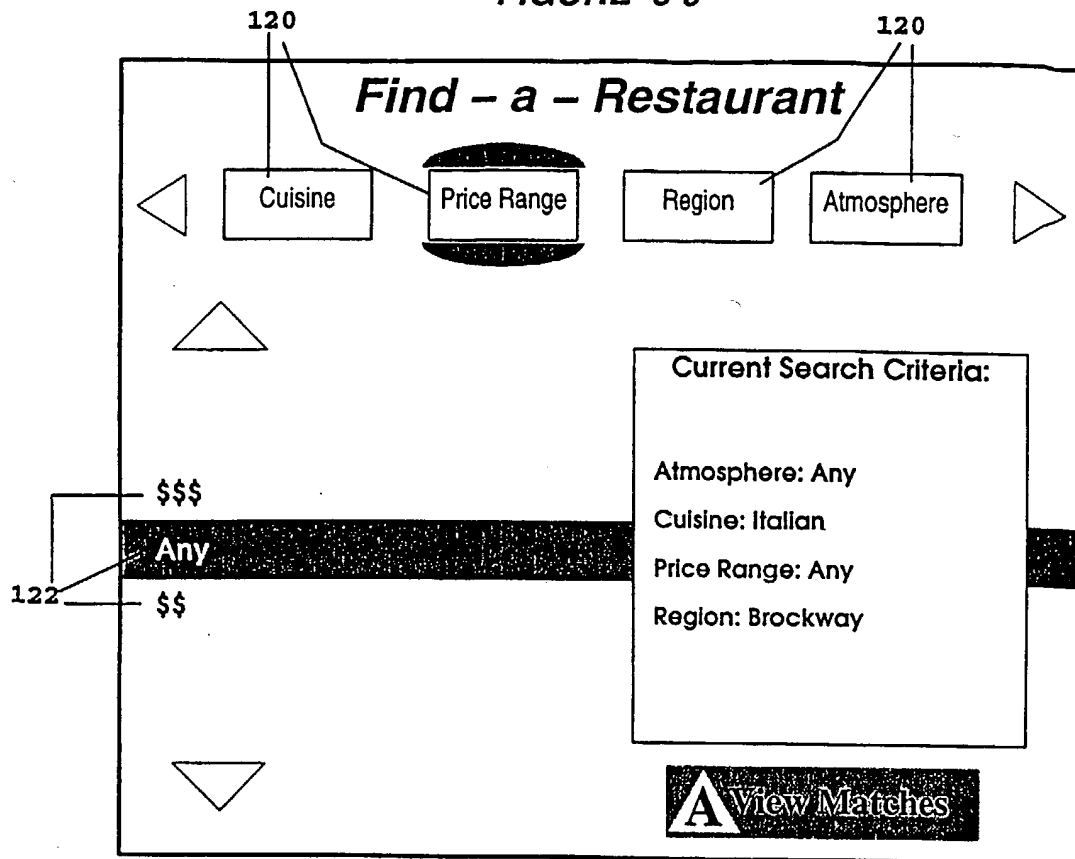 120 120
Find – a – Restaurant
Cuisine Price Range Region Atmosphere
Current Search Criteria:
Atmosphere: Any
$$$
Cuisine: Italian
Any
Price Range: Any
122
$$
Region: Brockway
A View Matches